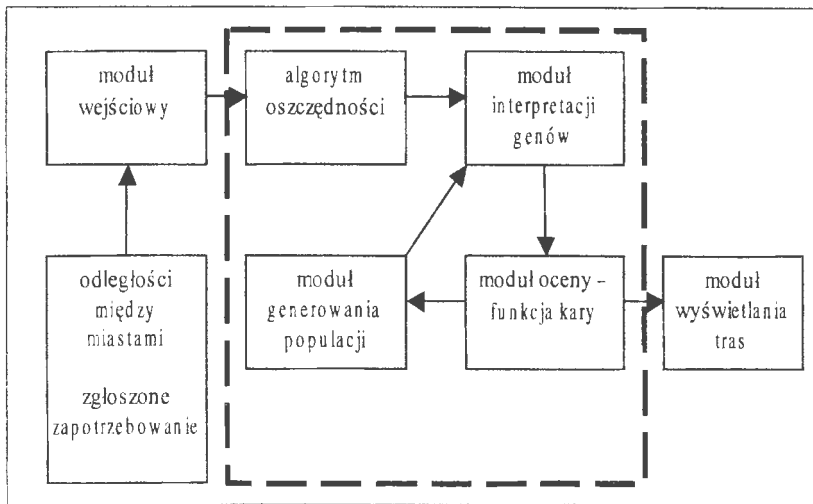 moduł
wejściowy
algorytm
oszczędności
moduł
interpretacji
genów
odległości
między
miastami
zgłoszone
zapotrzebowanie
moduł
generowania
populacji
moduł oceny –
funkcja kary
moduł
wyświetlania
tras